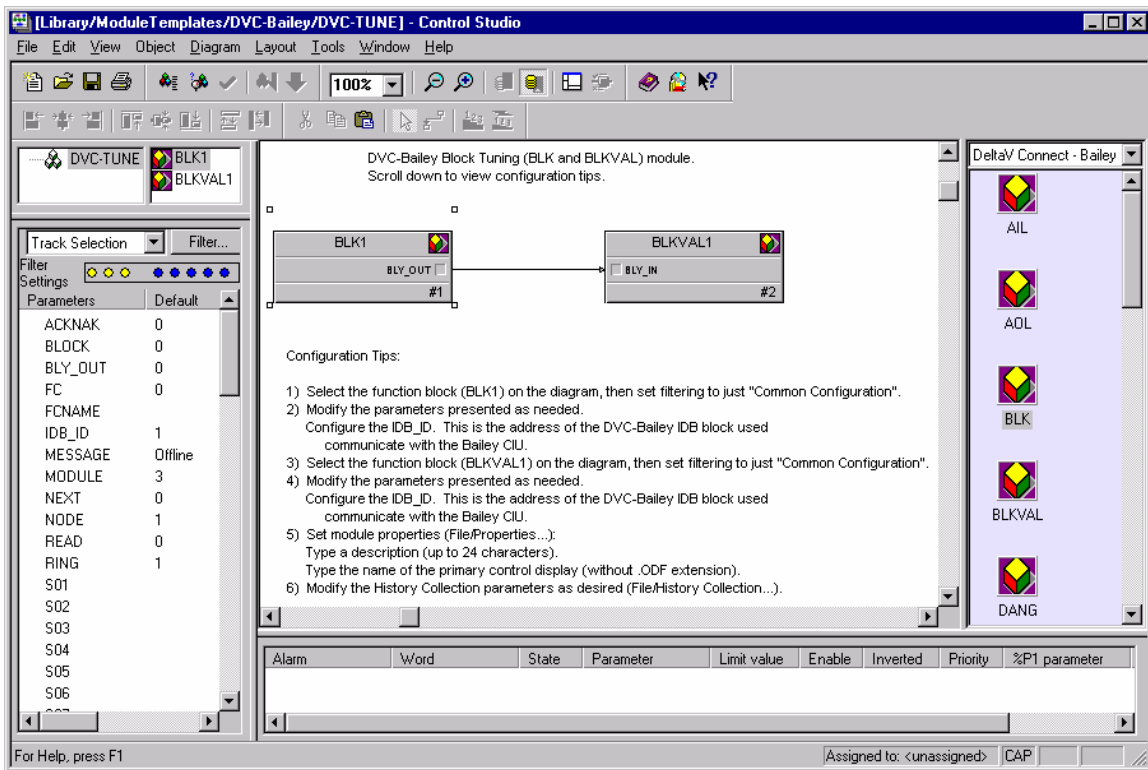 [Library/ModuleTemplates/DVC-Bailey/DVC-TUNE] - Control Studio
File Edit View Object Diagram Layout Tools Window Help
100%
DVC-TUNE
BLK1
BLKVAL1
Track Selection
Filter...
Filter
Settings
Parameters Default
ACKNAK 0
BLOCK 0
BLY_OUT 0
FC 0
FCNAME
IDB_ID 1
MESSAGE Offline
MODULE 3
NEXT 0
NODE 1
READ 0
RING 1
S01
S02
S03
S04
S05
S06
DVC-Bailey Block Tuning (BLK and BLKVAL) module.
Scroll down to view configuration tips.
BLK1
BLY_OUT
#1
BLKVAL1
BLY_IN
#2
Configuration Tips:
1) Select the function block (BLK1) on the diagram, then set filtering to just "Common Configuration".
2) Modify the parameters presented as needed.
Configure the IDB_ID. This is the address of the DVC-Bailey IDB block used
communicate with the Bailey CIU.
3) Select the function block (BLKVAL1) on the diagram, then set filtering to just "Common Configuration".
4) Modify the parameters presented as needed.
Configure the IDB_ID. This is the address of the DVC-Bailey IDB block used
communicate with the Bailey CIU.
5) Set module properties (File/Properties...):
Type a description (up to 24 characters).
Type the name of the primary control display (without .ODF extension).
6) Modify the History Collection parameters as desired (File/History Collection...).
DeltaV Connect - Bailey
AIL
AOL
BLK
BLKVAL
DANG
Alarm Word State Parameter Limit value Enable Inverted Priority %P1 parameter
For Help, press F1
Assigned to: <unassigned> CAP